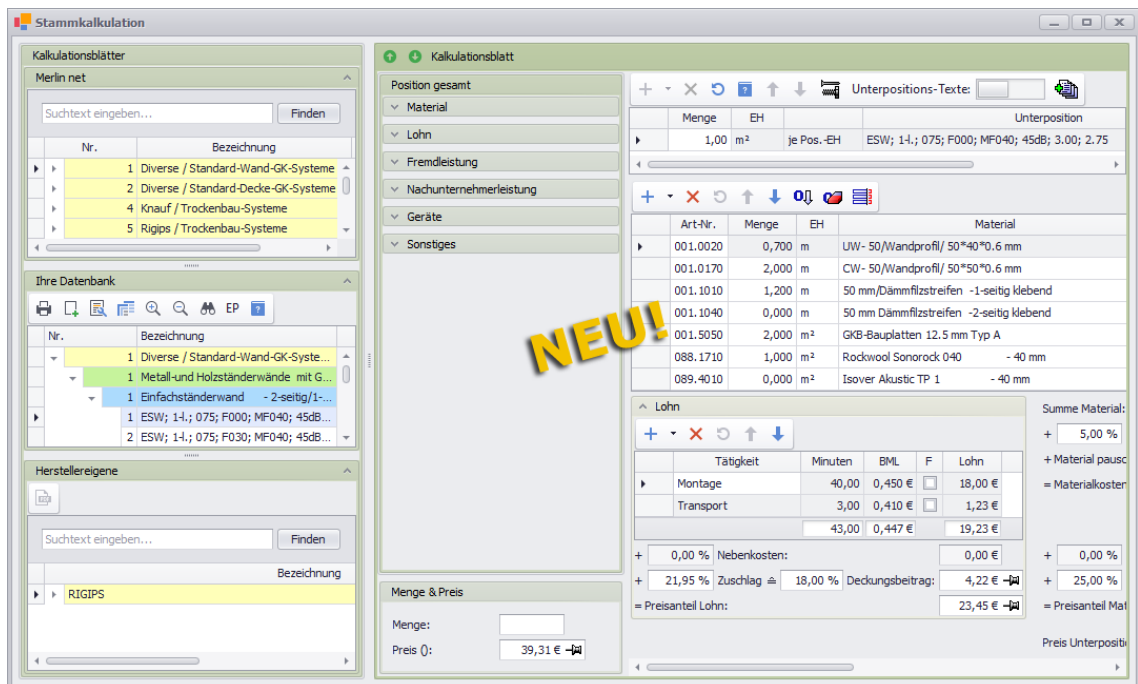 Stammkalkulation
Kalkulationsblätter
Merlin net
Suchtext eingeben... Finden
Nr. Bezeichnung
1 Diverse / Standard-Wand-GK-Systeme
2 Diverse / Standard-Decke-GK-Systeme
4 Knauf / Trockenbau-Systeme
5 Rigips / Trockenbau-Systeme
Ihre Datenbank
EP
Nr. Bezeichnung
1 Diverse / Standard-Wand-GK-Syste...
1 Metall-und Holzständerwände mit G...
1 Einfachständerwand - 2-seitig/1-...
1 ESW; 1-l.; 075; F000; MF040; 45dB...
2 ESW; 1-l.; 075; F030; MF040; 45dB...
Herstellereigene
Suchtext eingeben... Finden
Bezeichnung
RIGIPS
Kalkulationsblatt
Position gesamt
Material
Lohn
Fremdleistung
Nachunternehmerleistung
Geräte
Sonstiges
NEU!
Menge & Preis
Menge:
Preis (): 39,31 €
Unterpositions-Texte:
Menge EH Unterposition
1,00 m² je Pos.-EH ESW; 1-l.; 075; F000; MF040; 45dB; 3.00; 2.75
Art-Nr. Menge EH Material
001.0020 0,700 m UW- 50/Wandprofil/ 50*40*0.6 mm
001.0170 2,000 m CW- 50/Wandprofil/ 50*50*0.6 mm
001.1010 1,200 m 50 mm/Dämmfilzstreifen -1-seitig klebend
001.1040 0,000 m 50 mm Dämmfilzstreifen -2-seitig klebend
001.5050 2,000 m² GKB-Bauplatten 12.5 mm Typ A
088.1710 1,000 m² Rockwool Sonorock 040 - 40 mm
089.4010 0,000 m² Isover Akustic TP 1 - 40 mm
Lohn
Tätigkeit Minuten BML F Lohn
Montage 40,00 0,450 € 18,00 €
Transport 3,00 0,410 € 1,23 €
43,00 0,447 € 19,23 €
+ 0,00 % Nebenkosten: 0,00 €
+ 21,95 % Zuschlag ≙ 18,00 % Deckungsbeitrag: 4,22 €
= Preisanteil Lohn: 23,45 €
Summe Material:
+ 5,00 %
+ Material pausc
= Materialkosten
+ 0,00 %
+ 25,00 %
= Preisanteil Mat
Preis Unterpositi